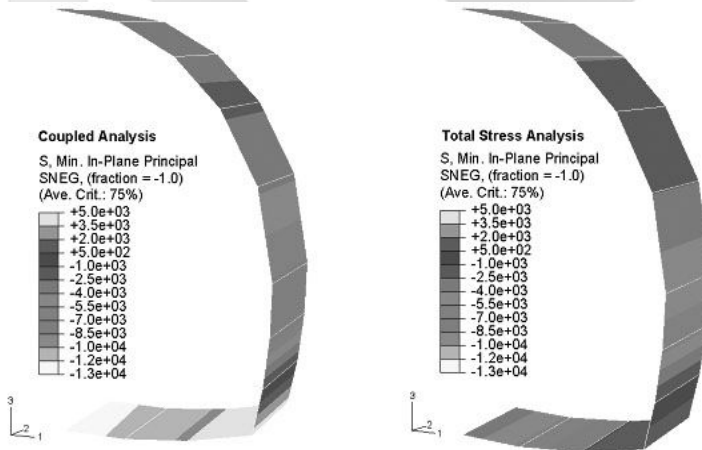 Coupled Analysis
S, Min. In-Plane Principal
SNEG, (fraction = -1.0)
(Ave. Crit.: 75%)
+5.0e+03
+3.5e+03
+2.0e+03
+5.0e+02
-1.0e+03
-2.5e+03
-4.0e+03
-5.5e+03
-7.0e+03
-8.5e+03
-1.0e+04
-1.2e+04
-1.3e+04
3
2
1
Total Stress Analysis
S, Min. In-Plane Principal
SNEG, (fraction = -1.0)
(Ave. Crit.: 75%)
+5.0e+03
+3.5e+03
+2.0e+03
+5.0e+02
-1.0e+03
-2.5e+03
-4.0e+03
-5.5e+03
-7.0e+03
-8.5e+03
-1.0e+04
-1.2e+04
-1.3e+04
3
2
1